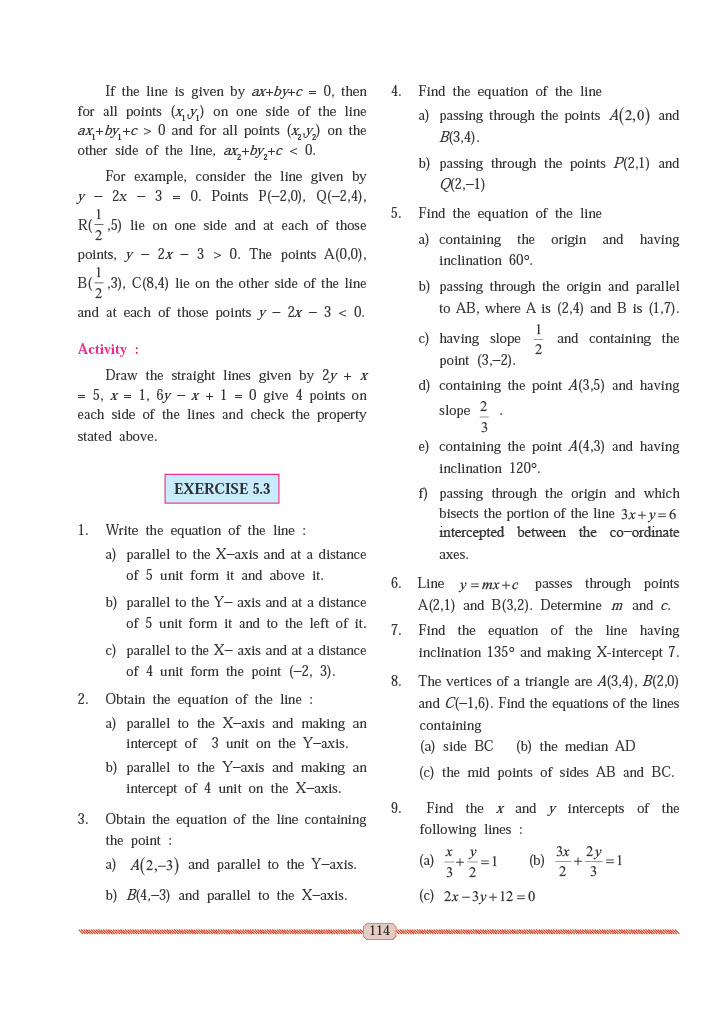 If the line is given by ax+by+c = 0, then
for all points (x₁,y₁) on one side of the line
ax₁+by₁+c > 0 and for all points (x₂,y₂) on the
other side of the line, ax₂+by₂+c < 0.
For example, consider the line given by
y – 2x – 3 = 0. Points P(–2,0), Q(–2,4),
R(1/2,5) lie on one side and at each of those
points, y – 2x – 3 > 0. The points A(0,0),
B(1/2,3), C(8,4) lie on the other side of the line
and at each of those points y – 2x – 3 < 0.
Activity :
Draw the straight lines given by 2y + x
= 5, x = 1, 6y – x + 1 = 0 give 4 points on
each side of the lines and check the property
stated above.
EXERCISE 5.3
1. Write the equation of the line :
a) parallel to the X–axis and at a distance
of 5 unit form it and above it.
b) parallel to the Y– axis and at a distance
of 5 unit form it and to the left of it.
c) parallel to the X– axis and at a distance
of 4 unit form the point (–2, 3).
2. Obtain the equation of the line :
a) parallel to the X–axis and making an
intercept of 3 unit on the Y–axis.
b) parallel to the Y–axis and making an
intercept of 4 unit on the X–axis.
3. Obtain the equation of the line containing
the point :
a) A(2,–3) and parallel to the Y–axis.
b) B(4,–3) and parallel to the X–axis.
4. Find the equation of the line
a) passing through the points A(2,0) and
B(3,4).
b) passing through the points P(2,1) and
Q(2,–1)
5. Find the equation of the line
a) containing the origin and having
inclination 60°.
b) passing through the origin and parallel
to AB, where A is (2,4) and B is (1,7).
c) having slope 1/2 and containing the
point (3,–2).
d) containing the point A(3,5) and having
slope 2/3 .
e) containing the point A(4,3) and having
inclination 120°.
f) passing through the origin and which
bisects the portion of the line 3x + y = 6
intercepted between the co–ordinate
axes.
6. Line y = mx + c passes through points
A(2,1) and B(3,2). Determine m and c.
7. Find the equation of the line having
inclination 135° and making X-intercept 7.
8. The vertices of a triangle are A(3,4), B(2,0)
and C(–1,6). Find the equations of the lines
containing
(a) side BC (b) the median AD
(c) the mid points of sides AB and BC.
9. Find the x and y intercepts of the
following lines :
(a) x/3 + y/2 = 1 (b) 3x/2 + 2y/3 = 1
(c) 2x – 3y + 12 = 0
114